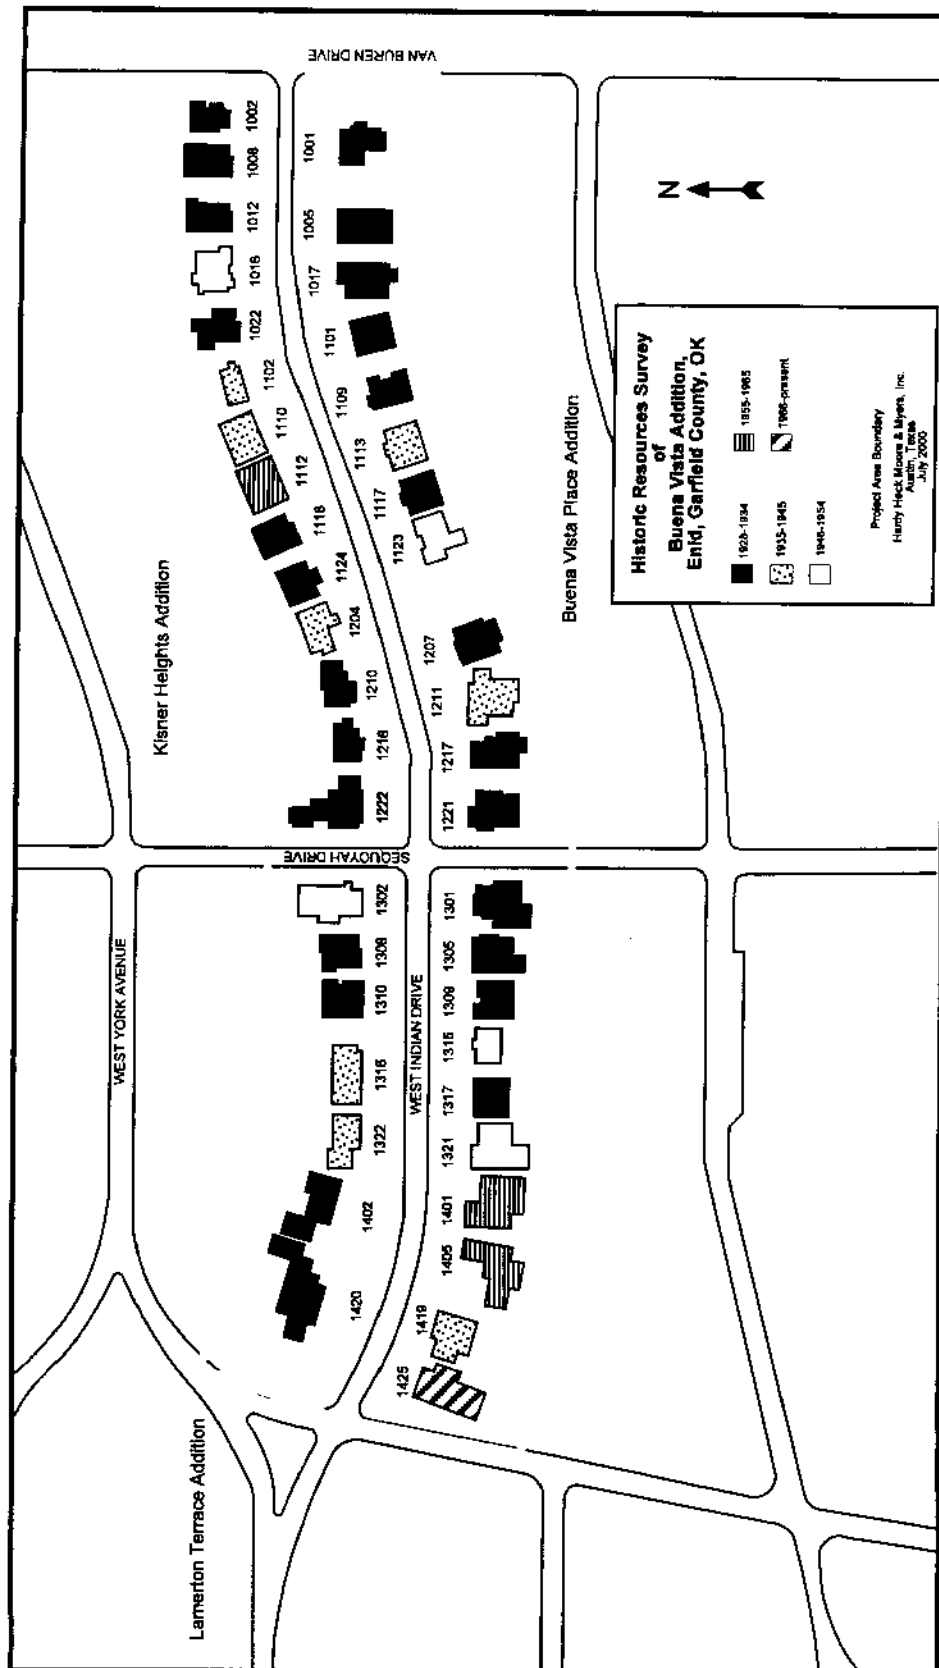 Lamerton Terrace Addition
WEST YORK AVENUE
Kisner Heights Addition
1420
1402
1322
1316
1310
1308
1302
SEQUOYAH DRIVE
1222
1216
1210
1204
1124
1118
1112
1110
1102
1022
1016
1012
1008
1002
VAN BUREN DRIVE
WEST INDIAN DRIVE
1425
1419
1405
1401
1321
1317
1315
1309
1305
1301
1221
1217
1211
1207
1123
1117
1113
1109
1101
1017
1005
1001
Buena Vista Place Addition
N
Historic Resources Survey
of
Buena Vista Addition,
Enid, Garfield County, OK
1928-1934
1935-1945
1946-1954
1955-1965
1966-present
Project Area Boundary
Hardy Heck Moore & Myers, Inc.
Austin, Texas
July 2000